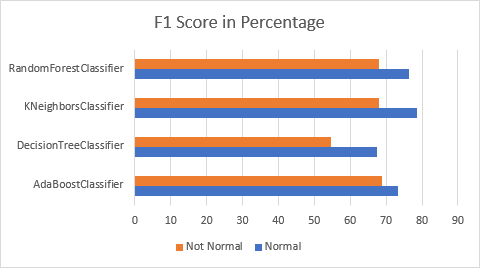 F1 Score in Percentage
RandomForestClassifier
KNeighborsClassifier
DecisionTreeClassifier
AdaBoostClassifier
0 10 20 30 40 50 60 70 80 90
Not Normal Normal